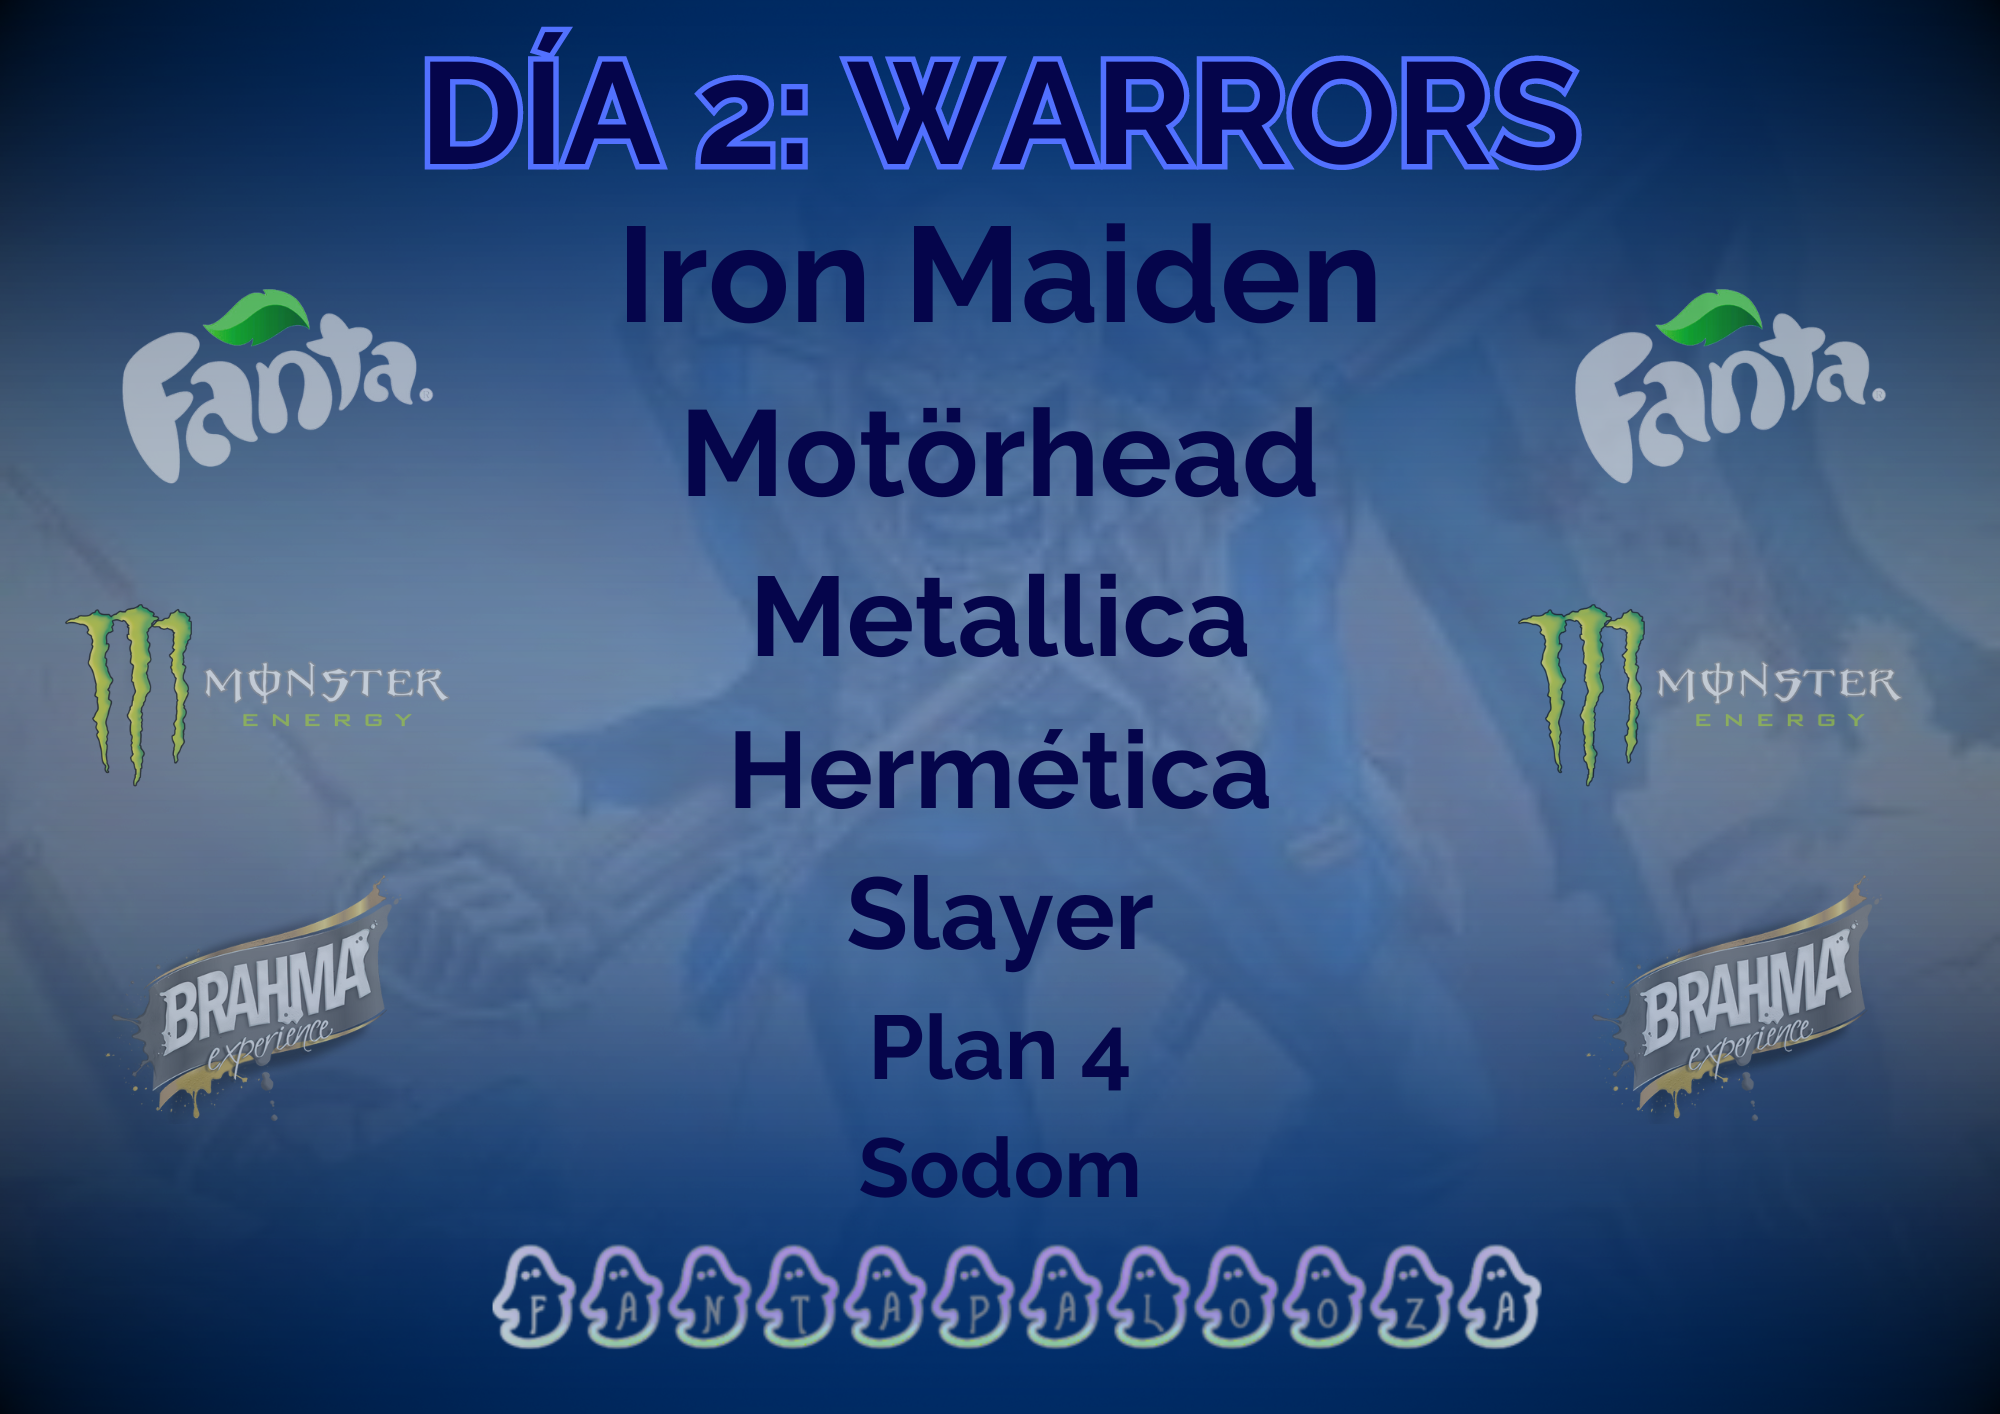 DÍA 2: WARRORS
Iron Maiden
Motörhead
Metallica
Hermética
Slayer
Plan 4
Sodom
Fanta.
Fanta.
MONSTER
ENERGY
MONSTER
ENERGY
BRAHMA
experience
BRAHMA
experience
FANTAPALOOZA